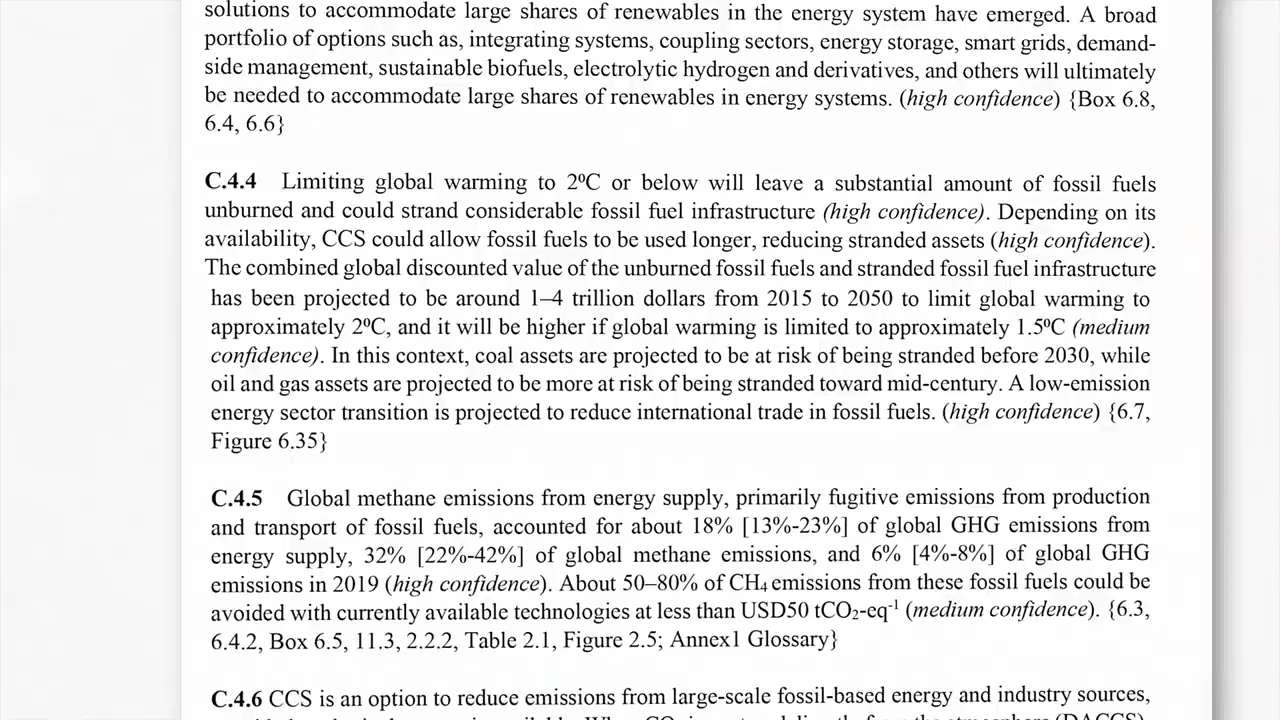 solutions to accommodate large shares of renewables in the energy system have emerged. A broad
portfolio of options such as, integrating systems, coupling sectors, energy storage, smart grids, demand-
side management, sustainable biofuels, electrolytic hydrogen and derivatives, and others will ultimately
be needed to accommodate large shares of renewables in energy systems. (high confidence) {Box 6.8,
6.4, 6.6}
C.4.4 Limiting global warming to 2⁰C or below will leave a substantial amount of fossil fuels
unburned and could strand considerable fossil fuel infrastructure (high confidence). Depending on its
availability, CCS could allow fossil fuels to be used longer, reducing stranded assets (high confidence).
The combined global discounted value of the unburned fossil fuels and stranded fossil fuel infrastructure
has been projected to be around 1–4 trillion dollars from 2015 to 2050 to limit global warming to
approximately 2⁰C, and it will be higher if global warming is limited to approximately 1.5⁰C (medium
confidence). In this context, coal assets are projected to be at risk of being stranded before 2030, while
oil and gas assets are projected to be more at risk of being stranded toward mid-century. A low-emission
energy sector transition is projected to reduce international trade in fossil fuels. (high confidence) {6.7,
Figure 6.35}
C.4.5 Global methane emissions from energy supply, primarily fugitive emissions from production
and transport of fossil fuels, accounted for about 18% [13%-23%] of global GHG emissions from
energy supply, 32% [22%-42%] of global methane emissions, and 6% [4%-8%] of global GHG
emissions in 2019 (high confidence). About 50–80% of CH₄ emissions from these fossil fuels could be
avoided with currently available technologies at less than USD50 tCO₂-eq⁻¹ (medium confidence). {6.3,
6.4.2, Box 6.5, 11.3, 2.2.2, Table 2.1, Figure 2.5; Annex1 Glossary}
C.4.6 CCS is an option to reduce emissions from large-scale fossil-based energy and industry sources,